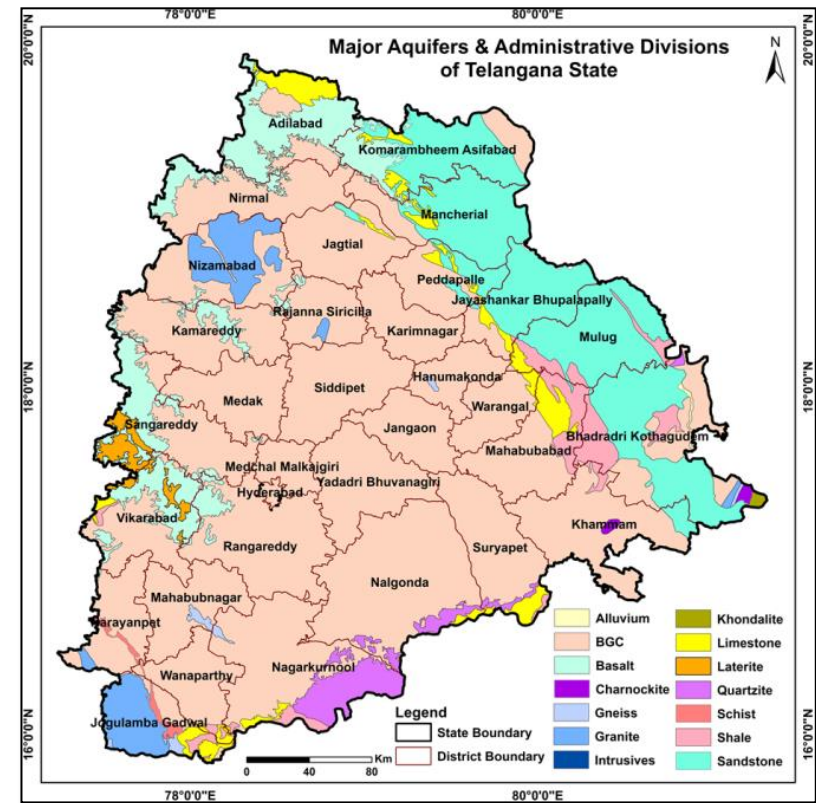 78°0'0"E
80°0'0"E
20°0'0"N
20°0'0"N
Major Aquifers & Administrative Divisions
of Telangana State
N
Adilabad
Komarambheem Asifabad
Nirmal
Mancherial
Jagtial
Nizamabad
Peddapalle
Jayashankar Bhupalapally
Rajanna Siricilla
Kamareddy
Karimnagar
Mulug
18°0'0"N
18°0'0"N
Hanumakonda
Siddipet
Medak
Warangal
Sangareddy
Jangaon
Bhadradri Kothagudem
Mahabubabad
Medchal Malkajgiri
Yadadri Bhuvanagiri
Hyderabad
Vikarabad
Khammam
Rangareddy
Suryapet
Nalgonda
Mahabubnagar
Narayanpet
Nagarkurnool
Wanaparthy
Jogulamba Gadwal
16°0'0"N
16°0'0"N
Legend
State Boundary
District Boundary
Alluvium
BGC
Basalt
Charnockite
Gneiss
Granite
Intrusives
Khondalite
Limestone
Laterite
Quartzite
Schist
Shale
Sandstone
Km
0 40 80
78°0'0"E
80°0'0"E